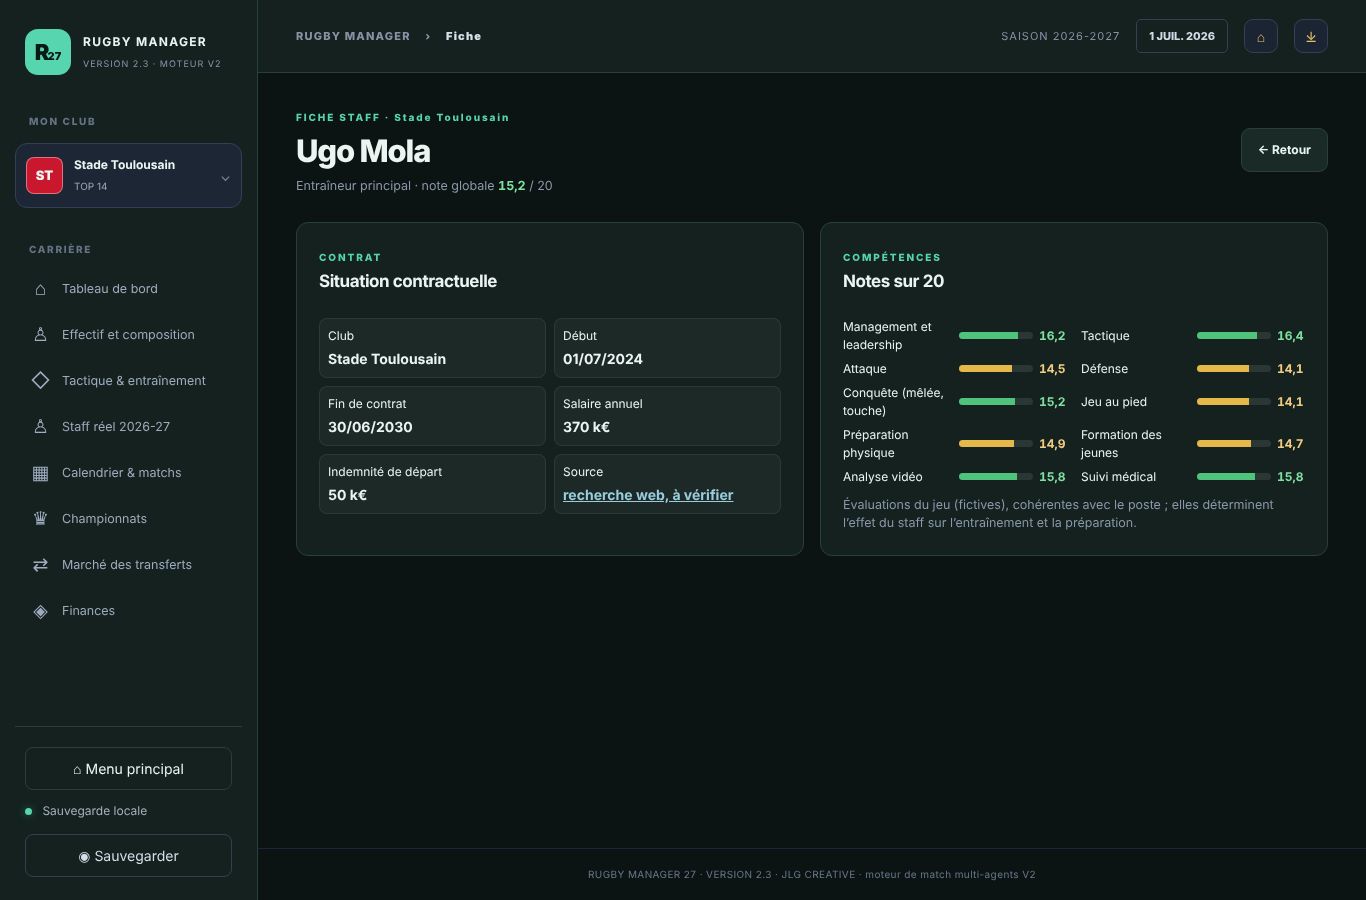 R27
RUGBY MANAGER
VERSION 2.3 · MOTEUR V2
MON CLUB
ST
Stade Toulousain
TOP 14
CARRIÈRE
Tableau de bord
Effectif et composition
Tactique & entraînement
Staff réel 2026-27
Calendrier & matchs
Championnats
Marché des transferts
Finances
Menu principal
Sauvegarde locale
Sauvegarder
RUGBY MANAGER › Fiche
SAISON 2026-2027
1 JUIL. 2026
FICHE STAFF · Stade Toulousain
Ugo Mola
Entraîneur principal · note globale 15,2 / 20
← Retour
CONTRAT
Situation contractuelle
Club
Stade Toulousain
Début
01/07/2024
Fin de contrat
30/06/2030
Salaire annuel
370 k€
Indemnité de départ
50 k€
Source
recherche web, à vérifier
COMPÉTENCES
Notes sur 20
Management et
leadership
16,2
Tactique
16,4
Attaque
14,5
Défense
14,1
Conquête (mêlée,
touche)
15,2
Jeu au pied
14,1
Préparation
physique
14,9
Formation des
jeunes
14,7
Analyse vidéo
15,8
Suivi médical
15,8
Évaluations du jeu (fictives), cohérentes avec le poste ; elles déterminent
l’effet du staff sur l’entraînement et la préparation.
RUGBY MANAGER 27 · VERSION 2.3 · JLG CREATIVE · moteur de match multi-agents V2